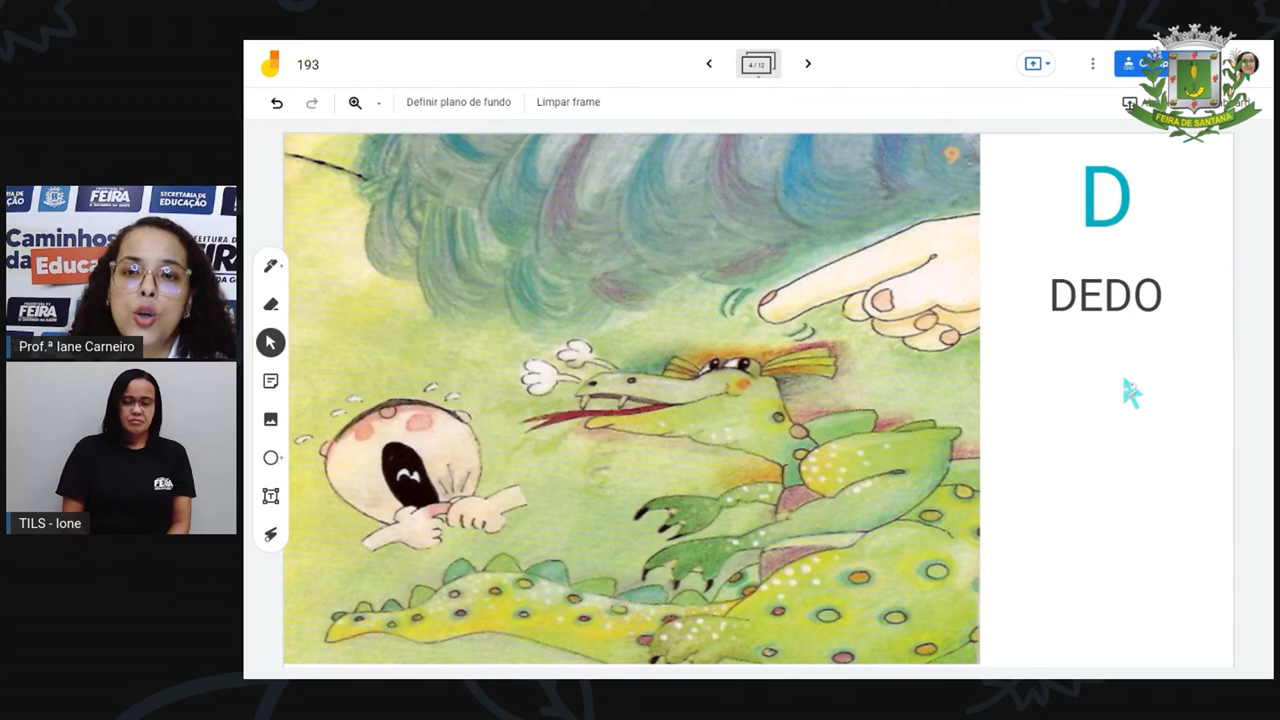 193
4 / 12
Definir plano de fundo
Limpar frame
FEIRA DE SANTANA
D
DEDO
PREFEITURA
FEIRA
SECRETARIA DE
EDUCAÇÃO
Caminhos
da Educa
FEIRA
Prof.ª Iane Carneiro
FEIRA
TILS - Ione